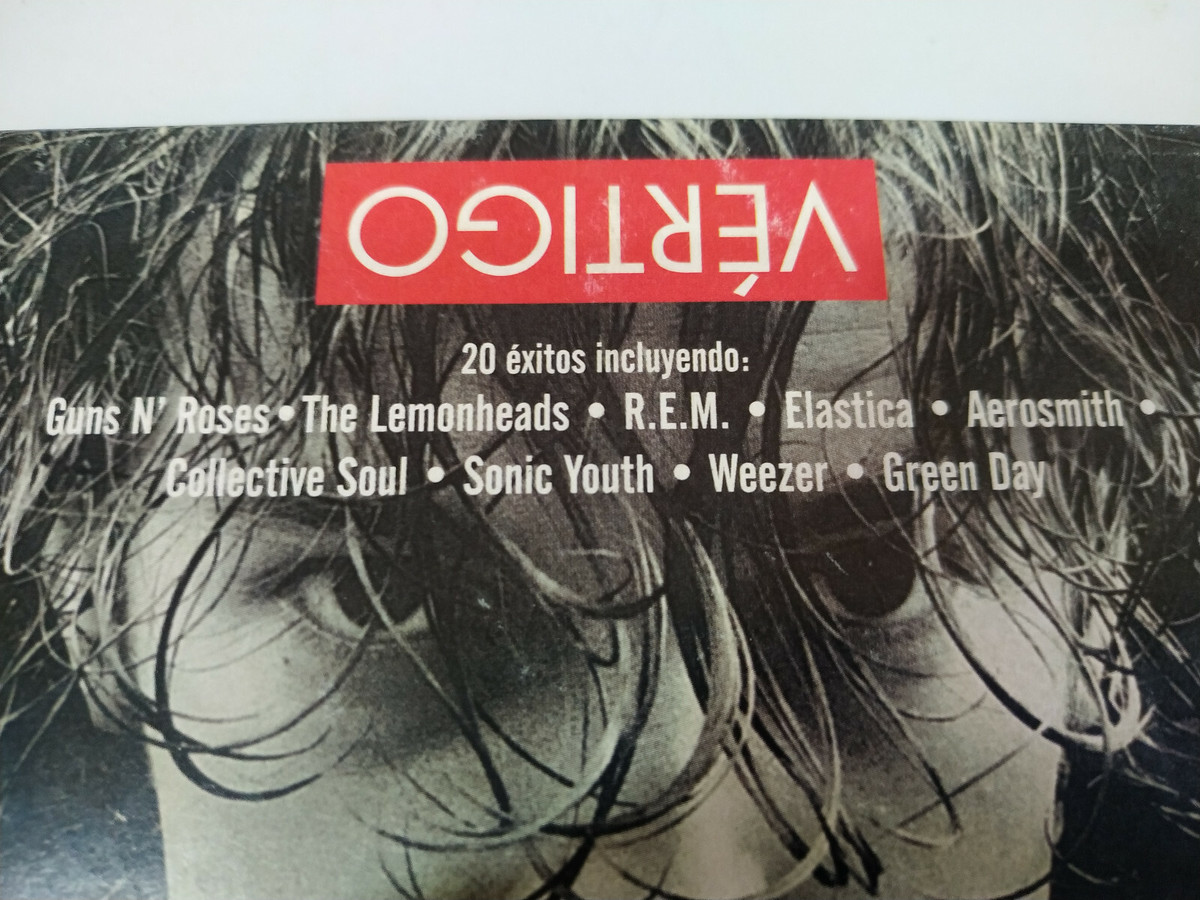 VÉRTIGO
20 éxitos incluyendo:
Guns N' Roses • The Lemonheads • R.E.M. • Elastica • Aerosmith •
Collective Soul • Sonic Youth • Weezer • Green Day